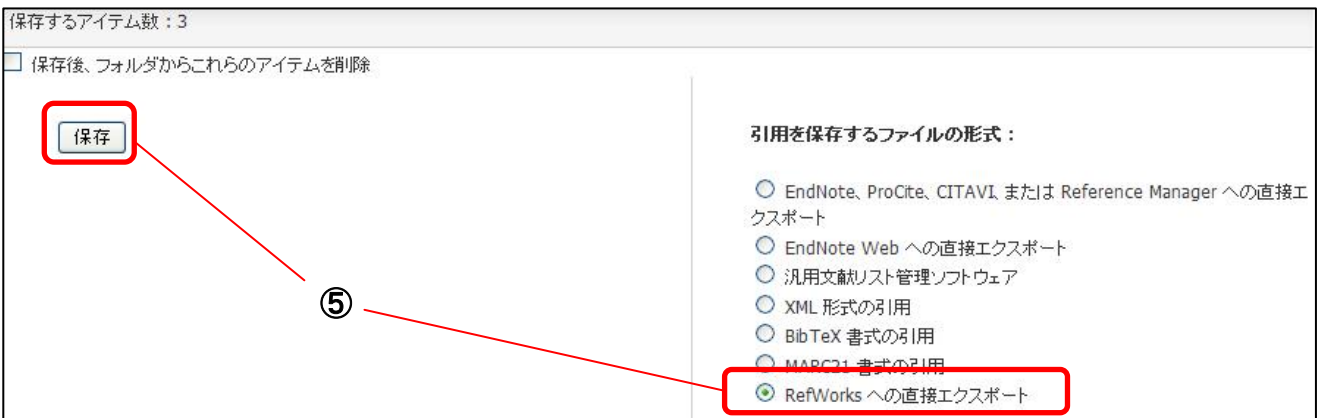 保存するアイテム数：3
保存後、フォルダからこれらのアイテムを削除
保存
引用を保存するファイルの形式：
EndNote、ProCite、CITAVI、または Reference Manager への直接エ
クスポート
EndNote Web への直接エクスポート
汎用文献リスト管理ソフトウェア
XML 形式の引用
BibTeX 書式の引用
MARC21 書式の引用
RefWorks への直接エクスポート
⑤